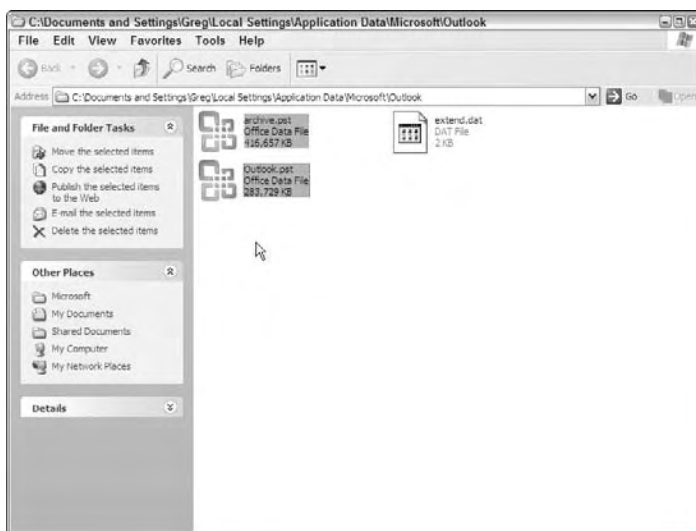 C:\Documents and Settings\Greg\Local Settings\Application Data\Microsoft\Outlook
File Edit View Favorites Tools Help
Back Search Folders
Address C:\Documents and Settings\Greg\Local Settings\Application Data\Microsoft\Outlook Go Open
File and Folder Tasks
Move the selected items
Copy the selected items
Publish the selected items
to the Web
E-mail the selected items
Delete the selected items
Other Places
Microsoft
My Documents
Shared Documents
My Computer
My Network Places
Details
archive.pst
Office Data File
416,657 KB
extend.dat
DAT File
2 KB
Outlook.pst
Office Data File
283,729 KB